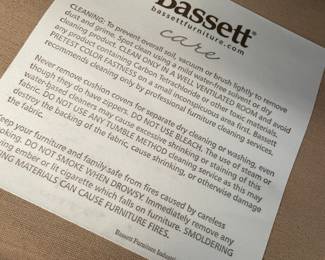 Bassett®
bassettfurniture.com
care
CLEANING: To prevent overall soil, vacuum or brush lightly to remove
dust and grime. Spot clean using a mild water-free solvent or dry
cleaning product. CLEAN ONLY IN A WELL VENTILATED ROOM and avoid
any product containing Carbon Tetrachloride or other toxic materials.
PRETEST COLOR FASTNESS on a small inconspicuous area first. Bassett
recommends cleaning only by professional furniture cleaning services.
Never remove cushion covers for separate dry cleaning or washing, even
though they may have zippers. DO NOT USE BLEACH. The use of steam or
water-based cleaners may cause excessive shrinking or staining of this
fabric. DO NOT USE ANY TUMBLE METHOD cleaning service as this may
destroy the backing of the fabric, cause shrinking, or otherwise damage
the fabric.
Keep your furniture and family safe from fires caused by careless
oking. DO NOT SMOKE WHEN DROWSY. Immediately remove any
ring ember or lit cigarette which falls on furniture. SMOLDERING
NG MATERIALS CAN CAUSE FURNITURE FIRES.
Bassett Furniture Industri